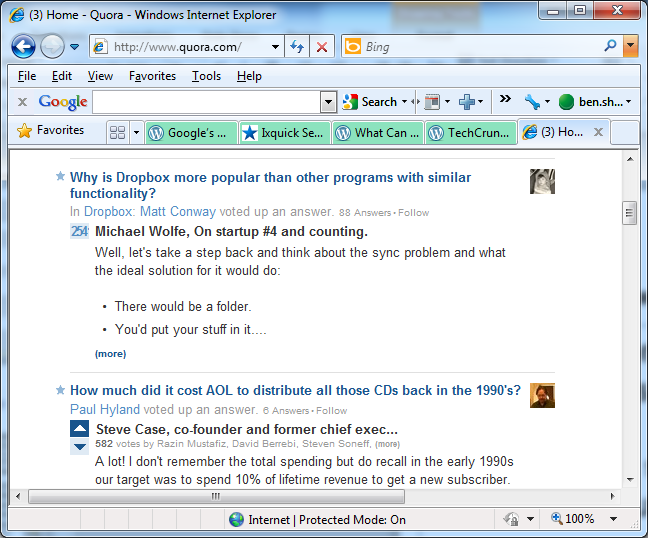 (3) Home - Quora - Windows Internet Explorer
http://www.quora.com/
Bing
File Edit View Favorites Tools Help
x Google Search » ben.sh...
Favorites Google's ... Ixquick Se... What Can ... TechCrun... (3) Ho... X
Why is Dropbox more popular than other programs with similar
functionality?
In Dropbox: Matt Conway voted up an answer. 88 Answers · Follow
254 Michael Wolfe, On startup #4 and counting.
Well, let's take a step back and think about the sync problem and what
the ideal solution for it would do:
• There would be a folder.
• You'd put your stuff in it....
(more)
How much did it cost AOL to distribute all those CDs back in the 1990's?
Paul Hyland voted up an answer. 6 Answers · Follow
Steve Case, co-founder and former chief exec...
582 votes by Razin Mustafiz, David Berrebi, Steven Soneff, (more)
A lot! I don't remember the total spending but do recall in the early 1990s
our target was to spend 10% of lifetime revenue to get a new subscriber.
Internet | Protected Mode: On 100%